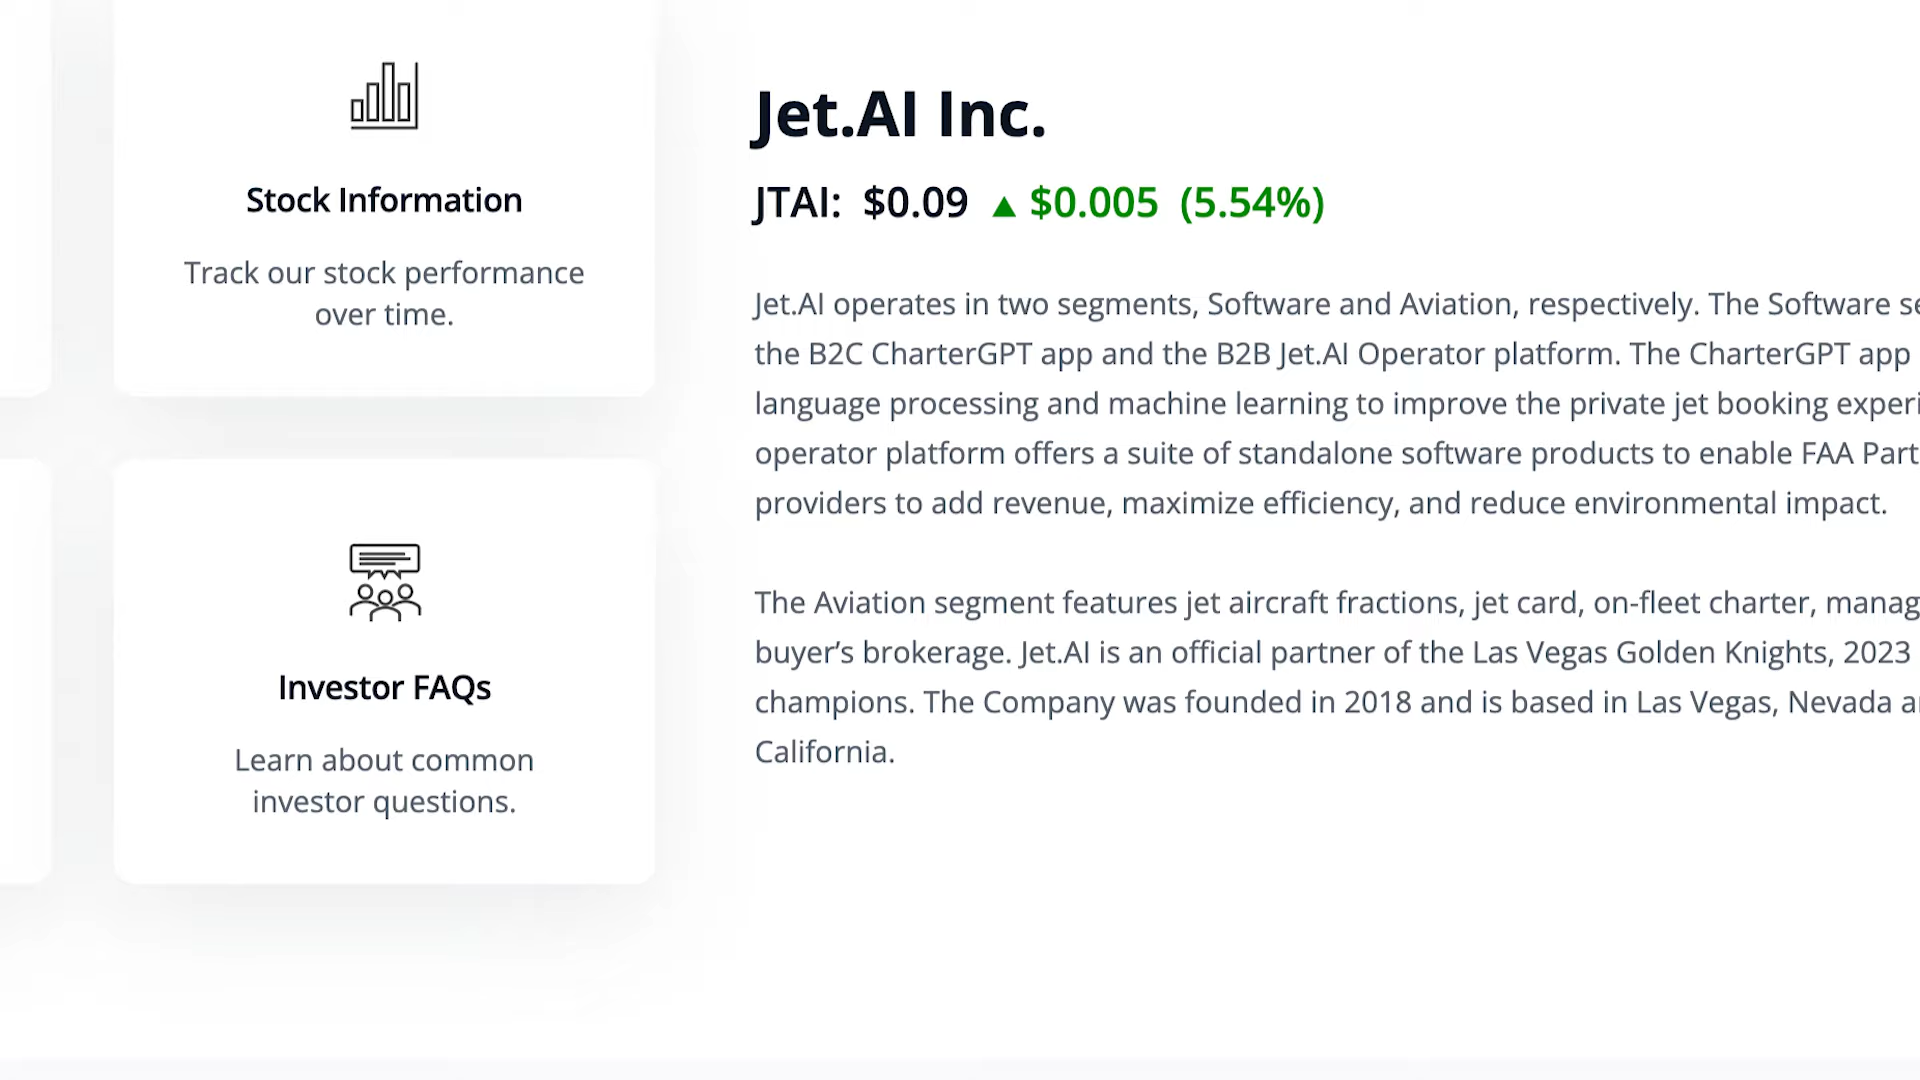 Stock Information
Track our stock performance
over time.
Investor FAQs
Learn about common
investor questions.
Jet.AI Inc.
JTAI: $0.09 ▲ $0.005 (5.54%)
Jet.AI operates in two segments, Software and Aviation, respectively. The Software
the B2C CharterGPT app and the B2B Jet.AI Operator platform. The CharterGPT app
language processing and machine learning to improve the private jet booking
operator platform offers a suite of standalone software products to enable FAA Part
providers to add revenue, maximize efficiency, and reduce environmental impact.
The Aviation segment features jet aircraft fractions, jet card, on-fleet charter,
buyer’s brokerage. Jet.AI is an official partner of the Las Vegas Golden Knights, 2023
champions. The Company was founded in 2018 and is based in Las Vegas, Nevada
California.